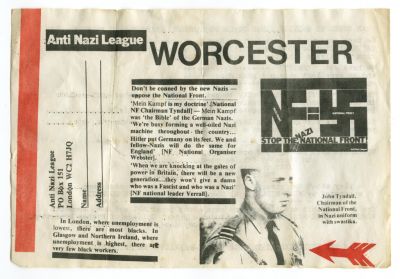 Anti Nazi League
WORCESTER
Anti Nazi League
PO Box 151
London WC2 H7JQ
Name
Address
Don't be conned by the new Nazis —
oppose the National Front.
'Mein Kampf is my doctrine' [National
NF Chairman Tyndall] — Mein Kampf
was 'the Bible' of the German Nazis.
'We're busy forming a well-oiled Nazi
machine throughout the country...
Hitler put Germany on its feet. We and
fellow-Nazis will do the same for
England' [NF National Organiser
Webster].
'When we are knocking at the gates of
power in Britain, there will be a new
generation...they won't give a damn
who was a Fascist and who was a Nazi'
[NF national leader Verrall].
STOP THE NAZI
NATIONAL FRONT
John Tyndall,
Chairman of the
National Front,
in Nazi uniform
with swastika.
In London, where unemployment is
lowest, there are most blacks. In
Glasgow and Northern Ireland, where
unemployment is highest, there are
very few black workers.